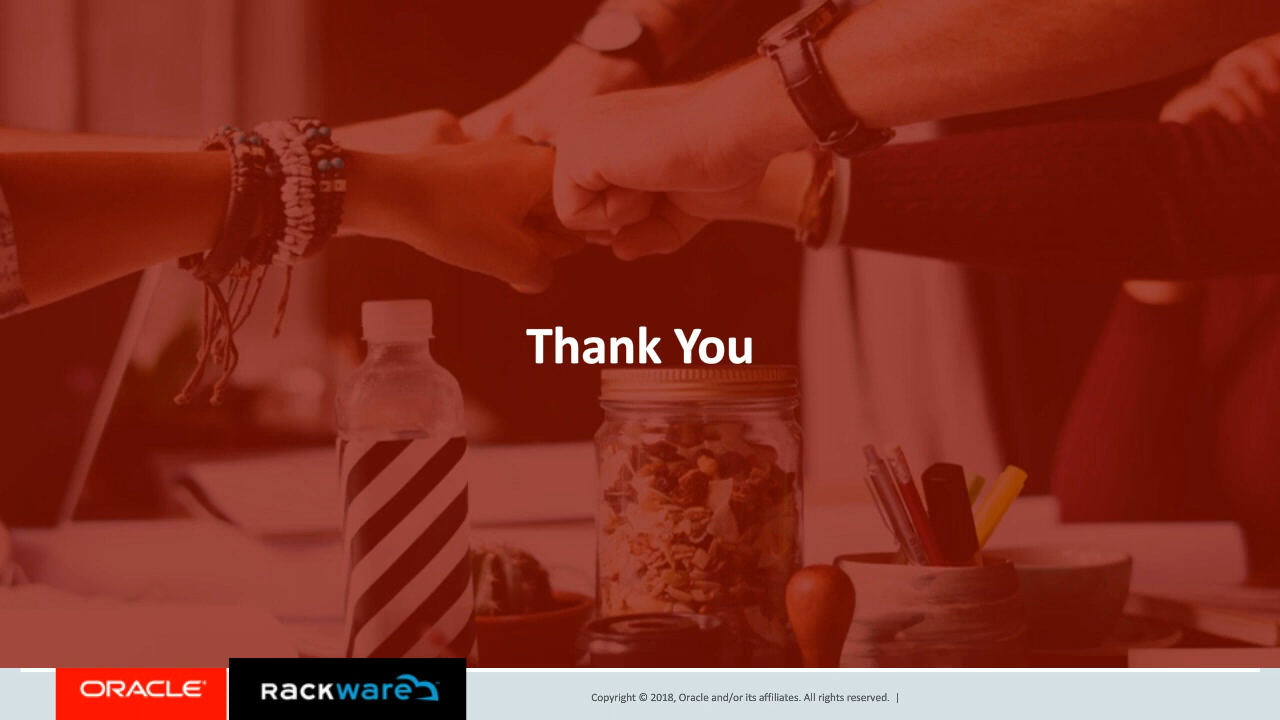 Thank You
ORACLE®
RACKWARE
Copyright © 2018, Oracle and/or its affiliates. All rights reserved. |